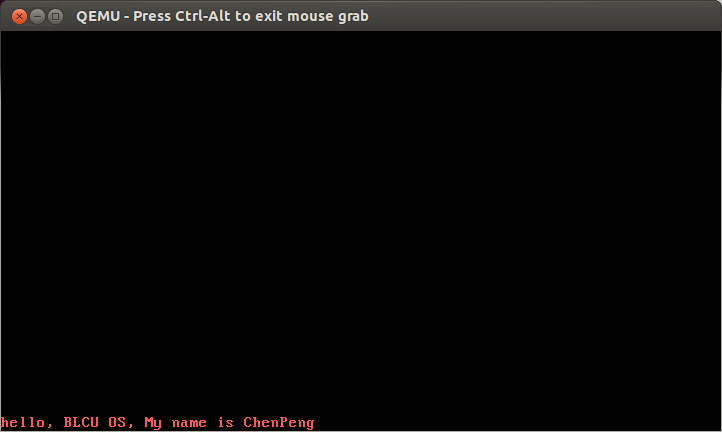 QEMU - Press Ctrl-Alt to exit mouse grab
hello, BLCU OS, My name is ChenPeng